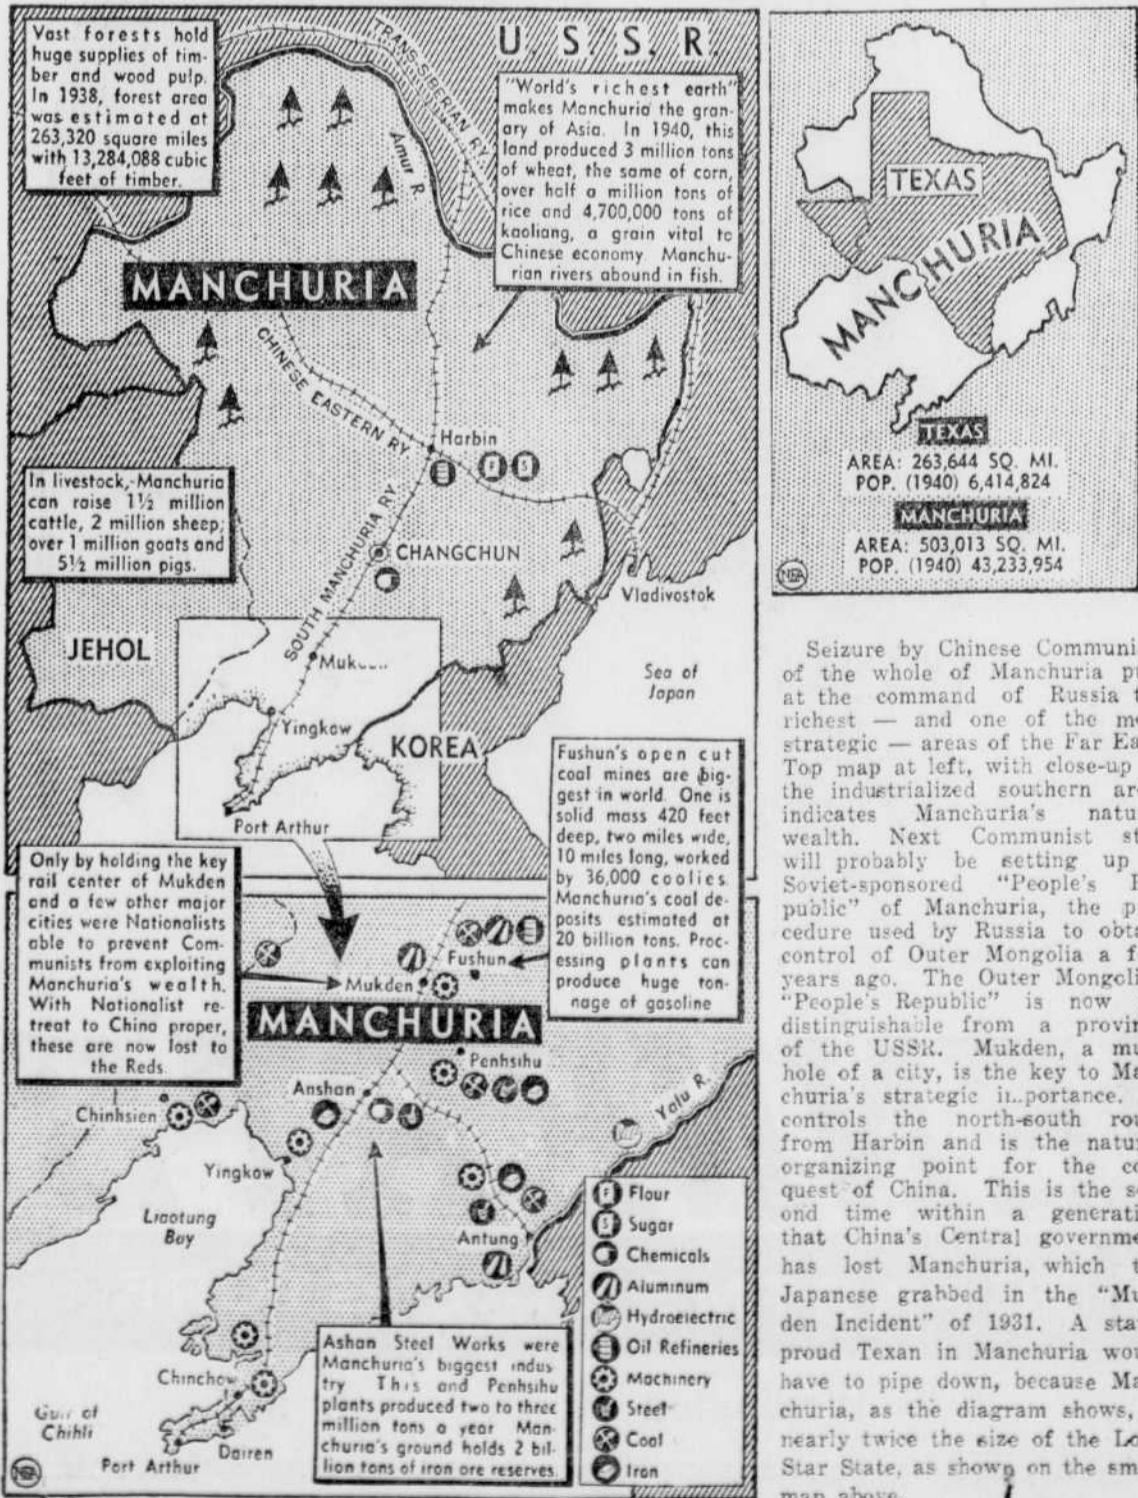 Vast forests hold
huge supplies of tim-
ber and wood pulp.
In 1938, forest area
was estimated at
263,320 square miles
with 13,284,088 cubic
feet of timber.
U. S. S. R.
TRANS-SIBERIAN RY.
Amur R.
"World's richest earth"
makes Manchuria the gran-
ary of Asia. In 1940, this
land produced 3 million tons
of wheat, the same of corn,
over half a million tons of
rice and 4,700,000 tons of
kaoliang, a grain vital to
Chinese economy. Manchu-
rian rivers abound in fish.
MANCHURIA
CHINESE EASTERN RY.
Harbin
F
S
In livestock, Manchuria
can raise 1½ million
cattle, 2 million sheep,
over 1 million goats and
5½ million pigs.
SOUTH MANCHURIA RY.
CHANGCHUN
Vladivostok
JEHOL
Sea of
Japan
Yingkow
KOREA
Port Arthur
Fushun's open cut
coal mines are big-
gest in world. One is
solid mass 420 feet
deep, two miles wide,
10 miles long, worked
by 36,000 coolies.
Manchuria's coal de-
posits estimated at
20 billion tons. Proc-
essing plants can
produce huge ton-
nage of gasoline
Only by holding the key
rail center of Mukden
and a few other major
cities were Nationalists
able to prevent Com-
munists from exploiting
Manchuria's wealth.
With Nationalist re-
treat to China proper,
these are now lost to
the Reds.
Fushun
Mukden
MANCHURIA
Penhsihu
Anshan
Chinhsien
Yalu R.
Yingkow
Liaotung
Bay
Antung
F Flour
S Sugar
Chemicals
Aluminum
Hydroelectric
Oil Refineries
Machinery
Steel
Coal
Iron
Ashan Steel Works were
Manchuria's biggest indus-
try This and Penhsihu
plants produced two to three
million tons a year Man-
churia's ground holds 2 bil-
lion tons of iron ore reserves.
Chinchow
Gulf of
Chihli
Dairen
Port Arthur
NEA
TEXAS
MANCHURIA
TEXAS
AREA: 263,644 SQ. MI.
POP. (1940) 6,414,824
MANCHURIA
AREA: 503,013 SQ. MI.
POP. (1940) 43,233,954
NEA
Seizure by Chinese Communi
of the whole of Manchuria p
at the command of Russia t
richest — and one of the m
strategic — areas of the Far Ea
Top map at left, with close-up
the industrialized southern ar
indicates Manchuria's natu
wealth. Next Communist st
will probably be setting up
Soviet-sponsored "People's R
public" of Manchuria, the p
cedure used by Russia to obta
control of Outer Mongolia a f
years ago. The Outer Mongoli
"People's Republic" is now
distinguishable from a provin
of the USSR. Mukden, a mu
hole of a city, is the key to Ma
churia's strategic i..portance.
controls the north-south rou
from Harbin and is the natu
organizing point for the co
quest of China. This is the s
ond time within a generati
that China's Central governme
has lost Manchuria, which t
Japanese grabbed in the "Mu
den Incident" of 1931. A sta
proud Texan in Manchuria wou
have to pipe down, because Ma
churia, as the diagram shows,
nearly twice the size of the Lo
Star State, as shown on the sm
map above.